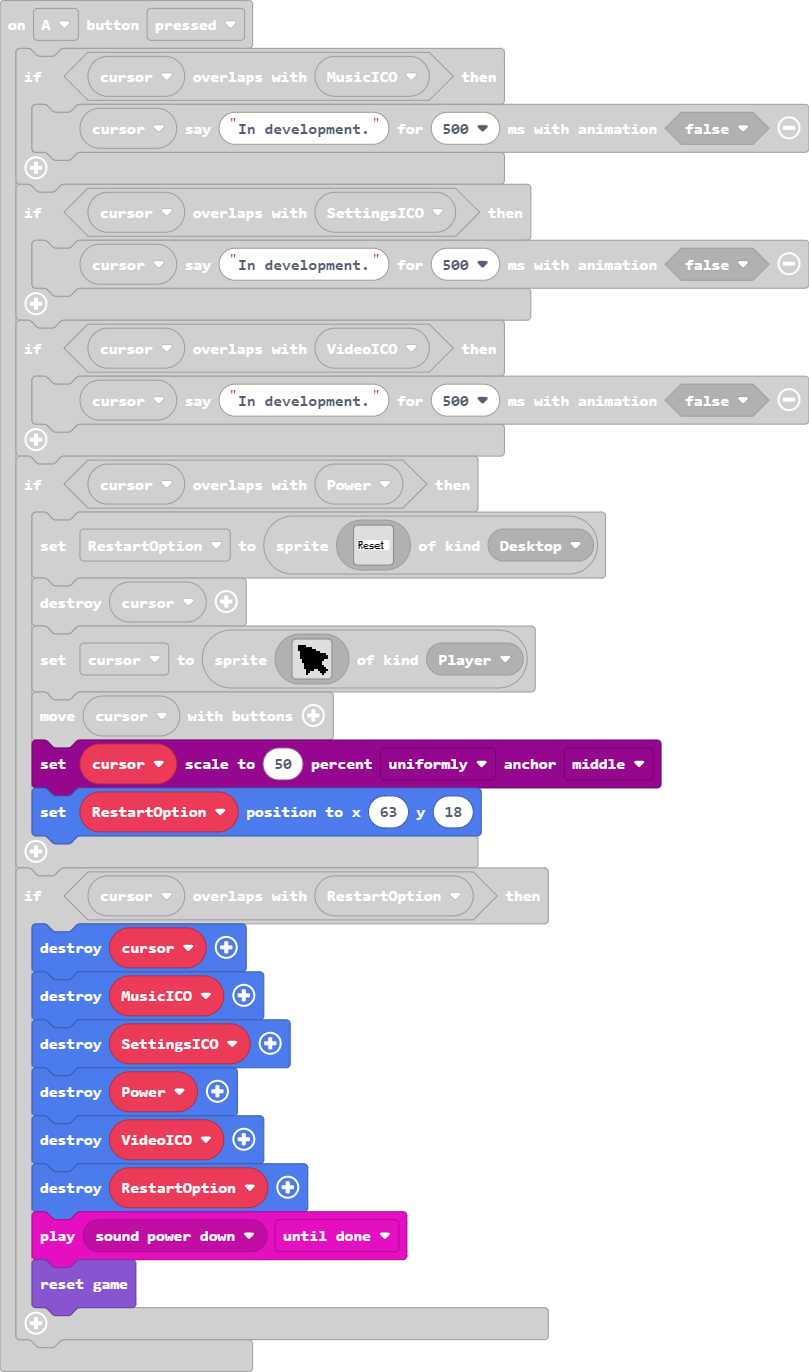 on A button pressed
if cursor overlaps with MusicICO then
cursor say "In development." for 500 ms with animation false
if cursor overlaps with SettingsICO then
cursor say "In development." for 500 ms with animation false
if cursor overlaps with VideoICO then
cursor say "In development." for 500 ms with animation false
if cursor overlaps with Power then
set RestartOption to sprite Reset of kind Desktop
destroy cursor
set cursor to sprite of kind Player
move cursor with buttons
set cursor scale to 50 percent uniformly anchor middle
set RestartOption position to x 63 y 18
if cursor overlaps with RestartOption then
destroy cursor
destroy MusicICO
destroy SettingsICO
destroy Power
destroy VideoICO
destroy RestartOption
play sound power down until done
reset game